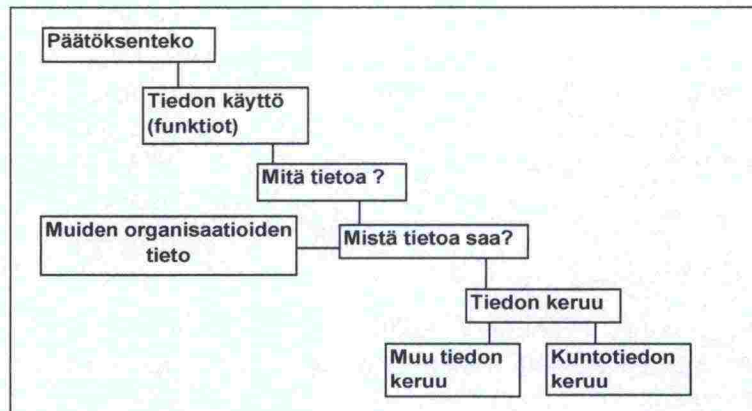 Päätöksenteko
Tiedon käyttö
(funktiot)
Mitä tietoa ?
Muiden organisaatioiden
tieto
Mistä tietoa saa?
Tiedon keruu
Muu tiedon
keruu
Kuntotiedon
keruu